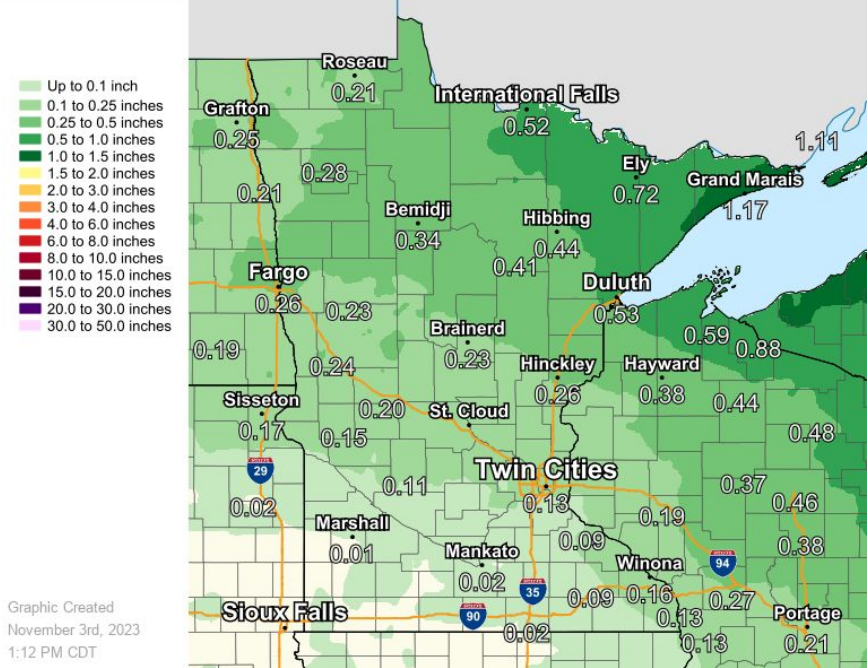 Up to 0.1 inch
0.1 to 0.25 inches
0.25 to 0.5 inches
0.5 to 1.0 inches
1.0 to 1.5 inches
1.5 to 2.0 inches
2.0 to 3.0 inches
3.0 to 4.0 inches
4.0 to 6.0 inches
6.0 to 8.0 inches
8.0 to 10.0 inches
10.0 to 15.0 inches
15.0 to 20.0 inches
20.0 to 30.0 inches
30.0 to 50.0 inches
Graphic Created
November 3rd, 2023
1:12 PM CDT
Roseau
0.21
International Falls
0.52
Grafton
0.25
1.11
Ely
0.72
0.28
Grand Marais
1.17
0.21
Bemidji
0.34
Hibbing
0.44
0.41
Fargo
0.26
Duluth
0.53
0.23
Brainerd
0.23
0.59
0.88
0.19
0.24
Hinckley
0.26
Hayward
0.38
Sisseton
0.17
0.20
St. Cloud
0.44
0.15
0.48
29
Twin Cities
0.13
0.11
0.37
0.46
0.02
0.19
Marshall
0.01
0.09
0.38
Mankato
0.02
Winona
0.16
94
35
0.09
0.27
Sioux Falls
90
0.02
0.13
0.13
Portage
0.21